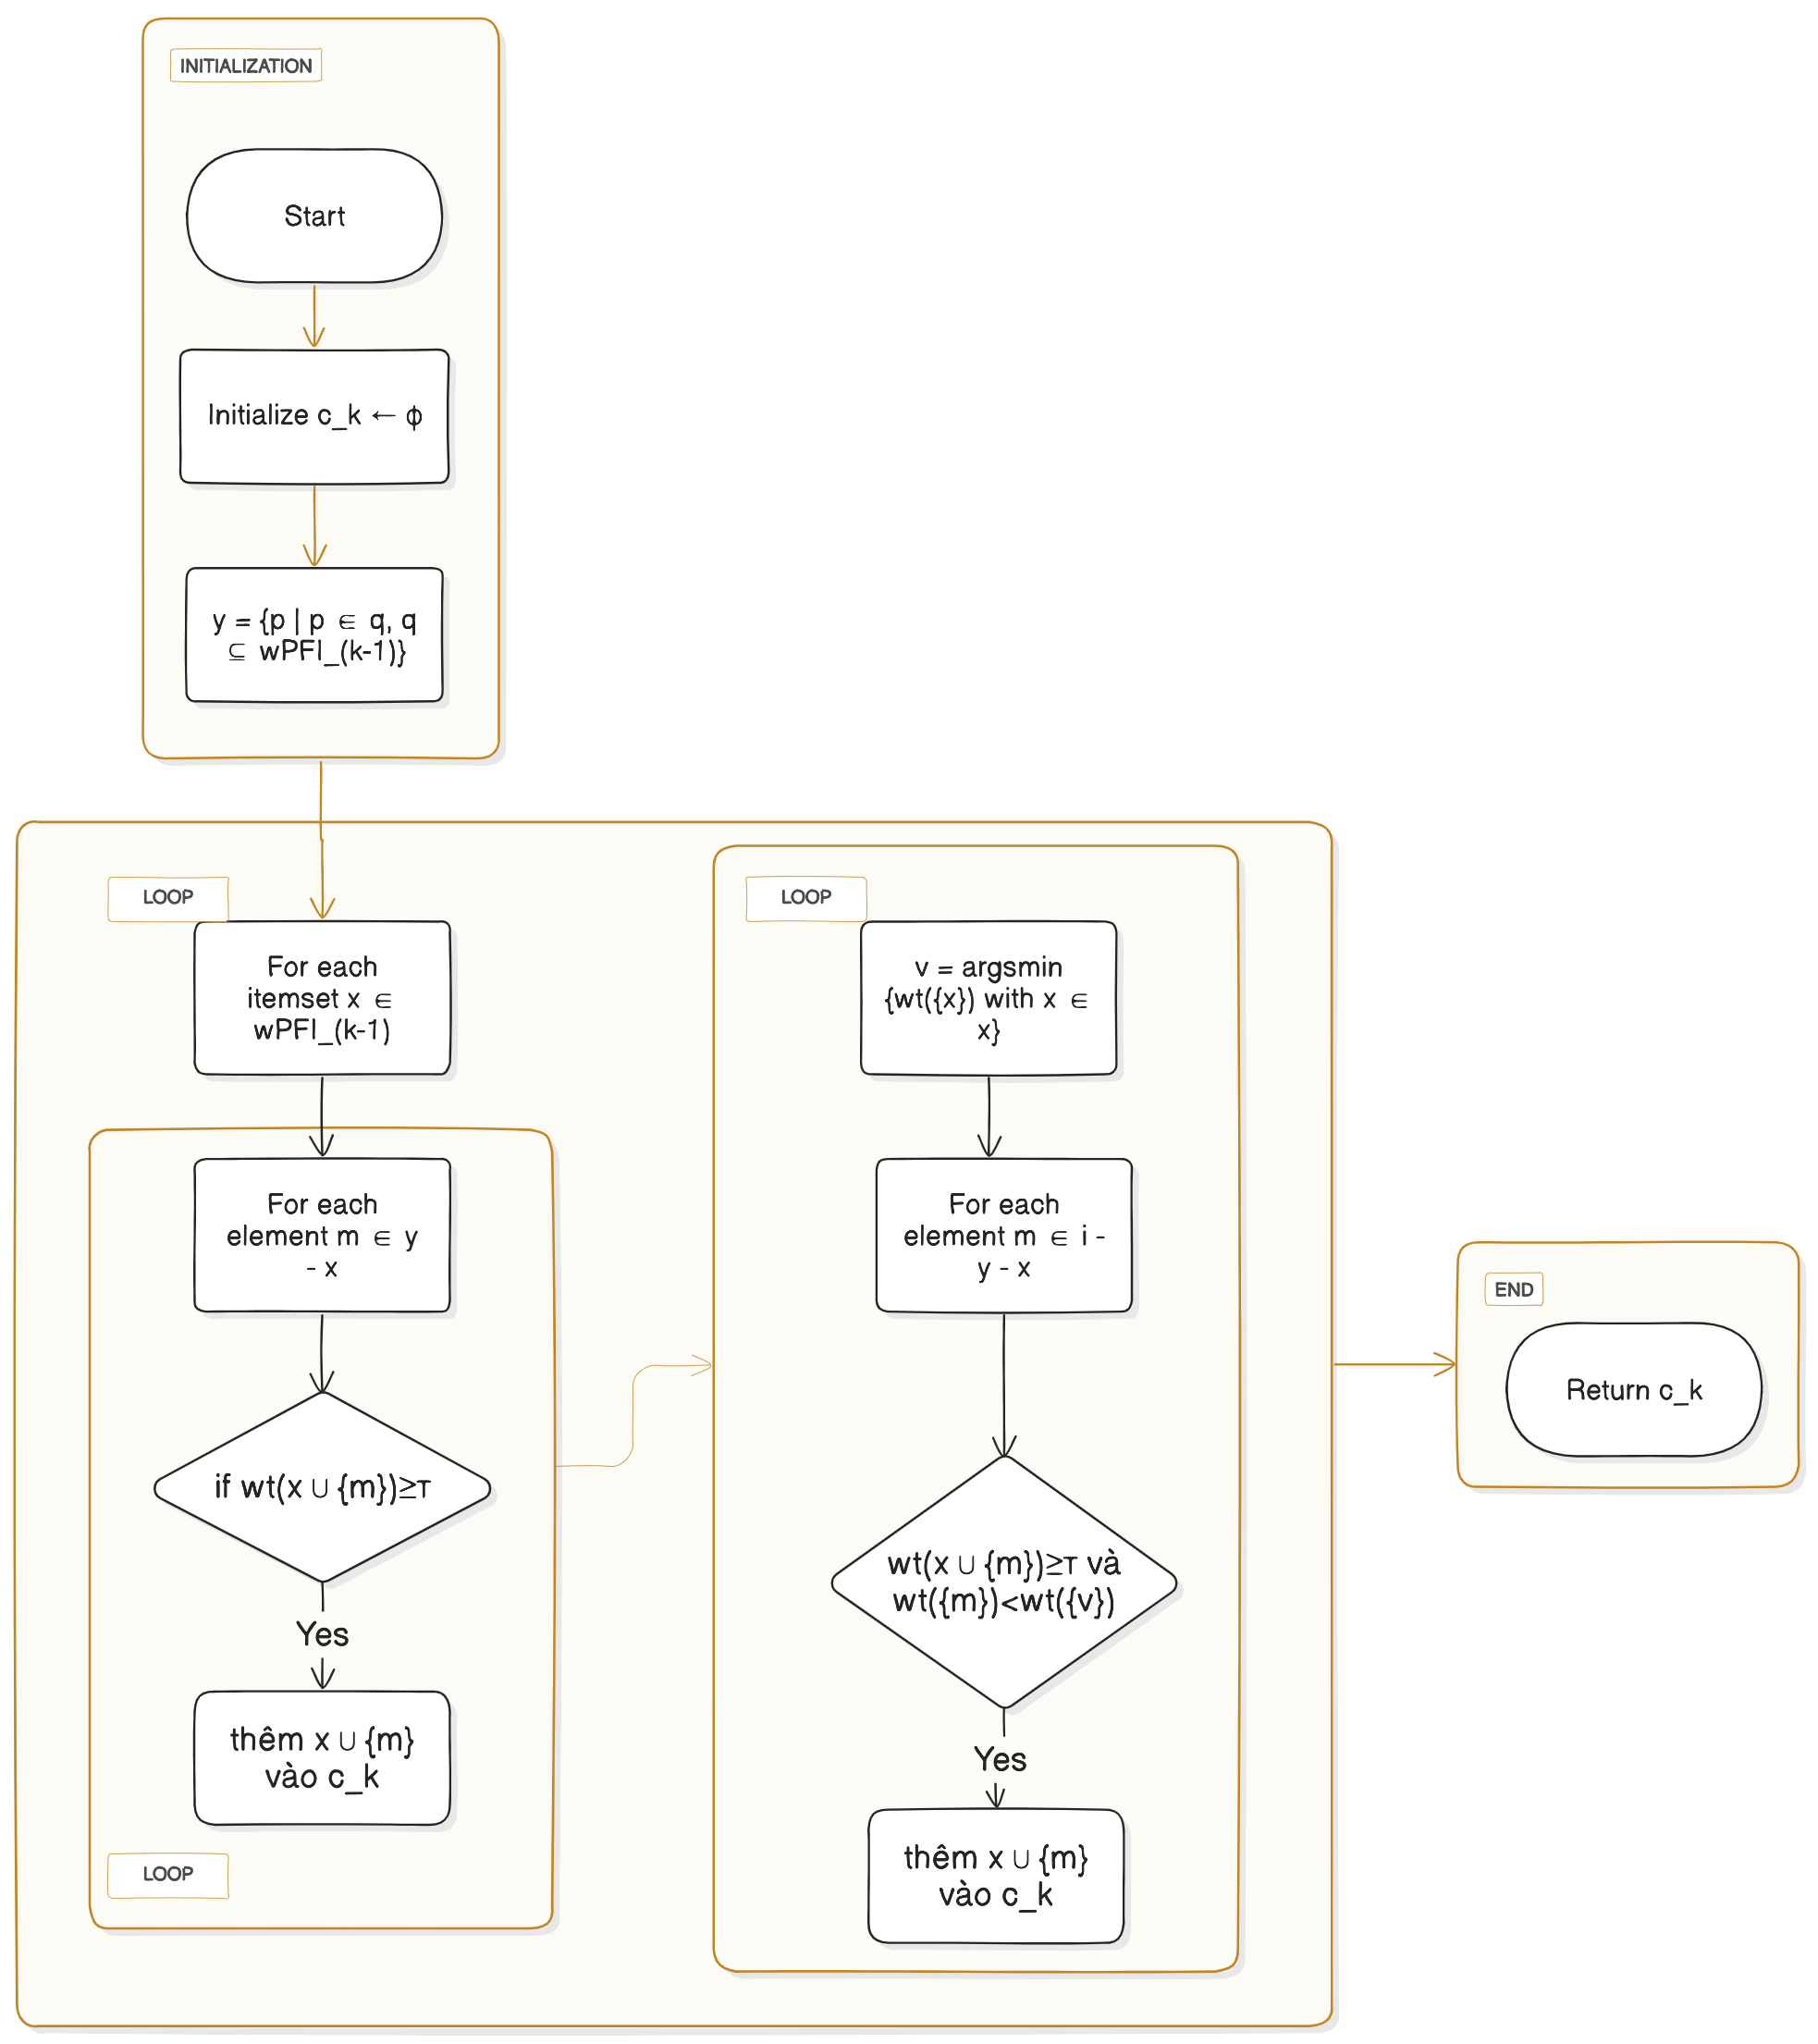 INITIALIZATION
Start
Initialize c_k ← ϕ
y = {p | p ∈ q, q
⊆ wPFI_(k-1)}
LOOP
For each
itemset x ∈
wPFI_(k-1)
For each
element m ∈ y
- x
if wt(x ∪ {m})≥τ
Yes
thêm x ∪ {m}
vào c_k
LOOP
LOOP
v = argsmin
{wt({x}) with x ∈
x}
For each
element m ∈ i -
y - x
wt(x ∪ {m})≥τ và
wt({m})<wt({v})
Yes
thêm x ∪ {m}
vào c_k
END
Return c_k